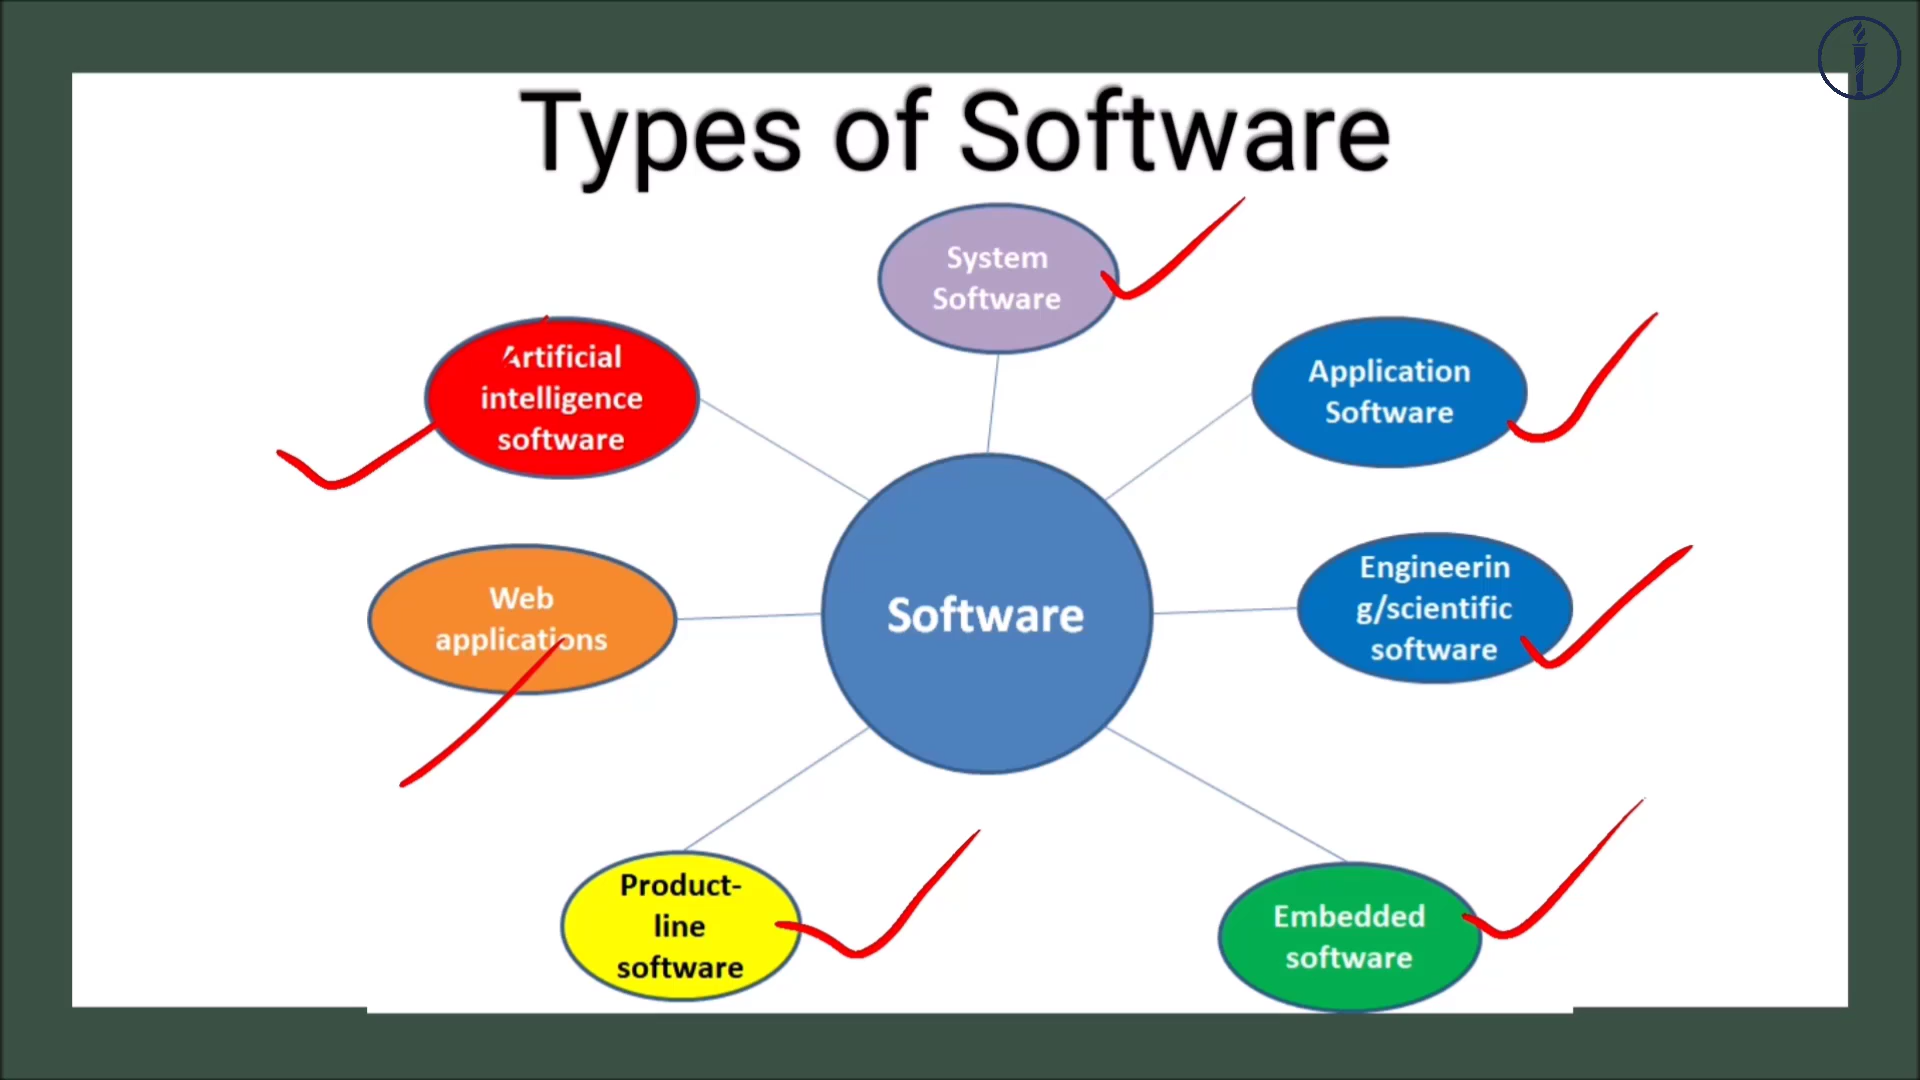 Types of Software
System
Software
Artificial
intelligence
software
Application
Software
Web
applications
Software
Engineerin
g/scientific
software
Product-
line
software
Embedded
software